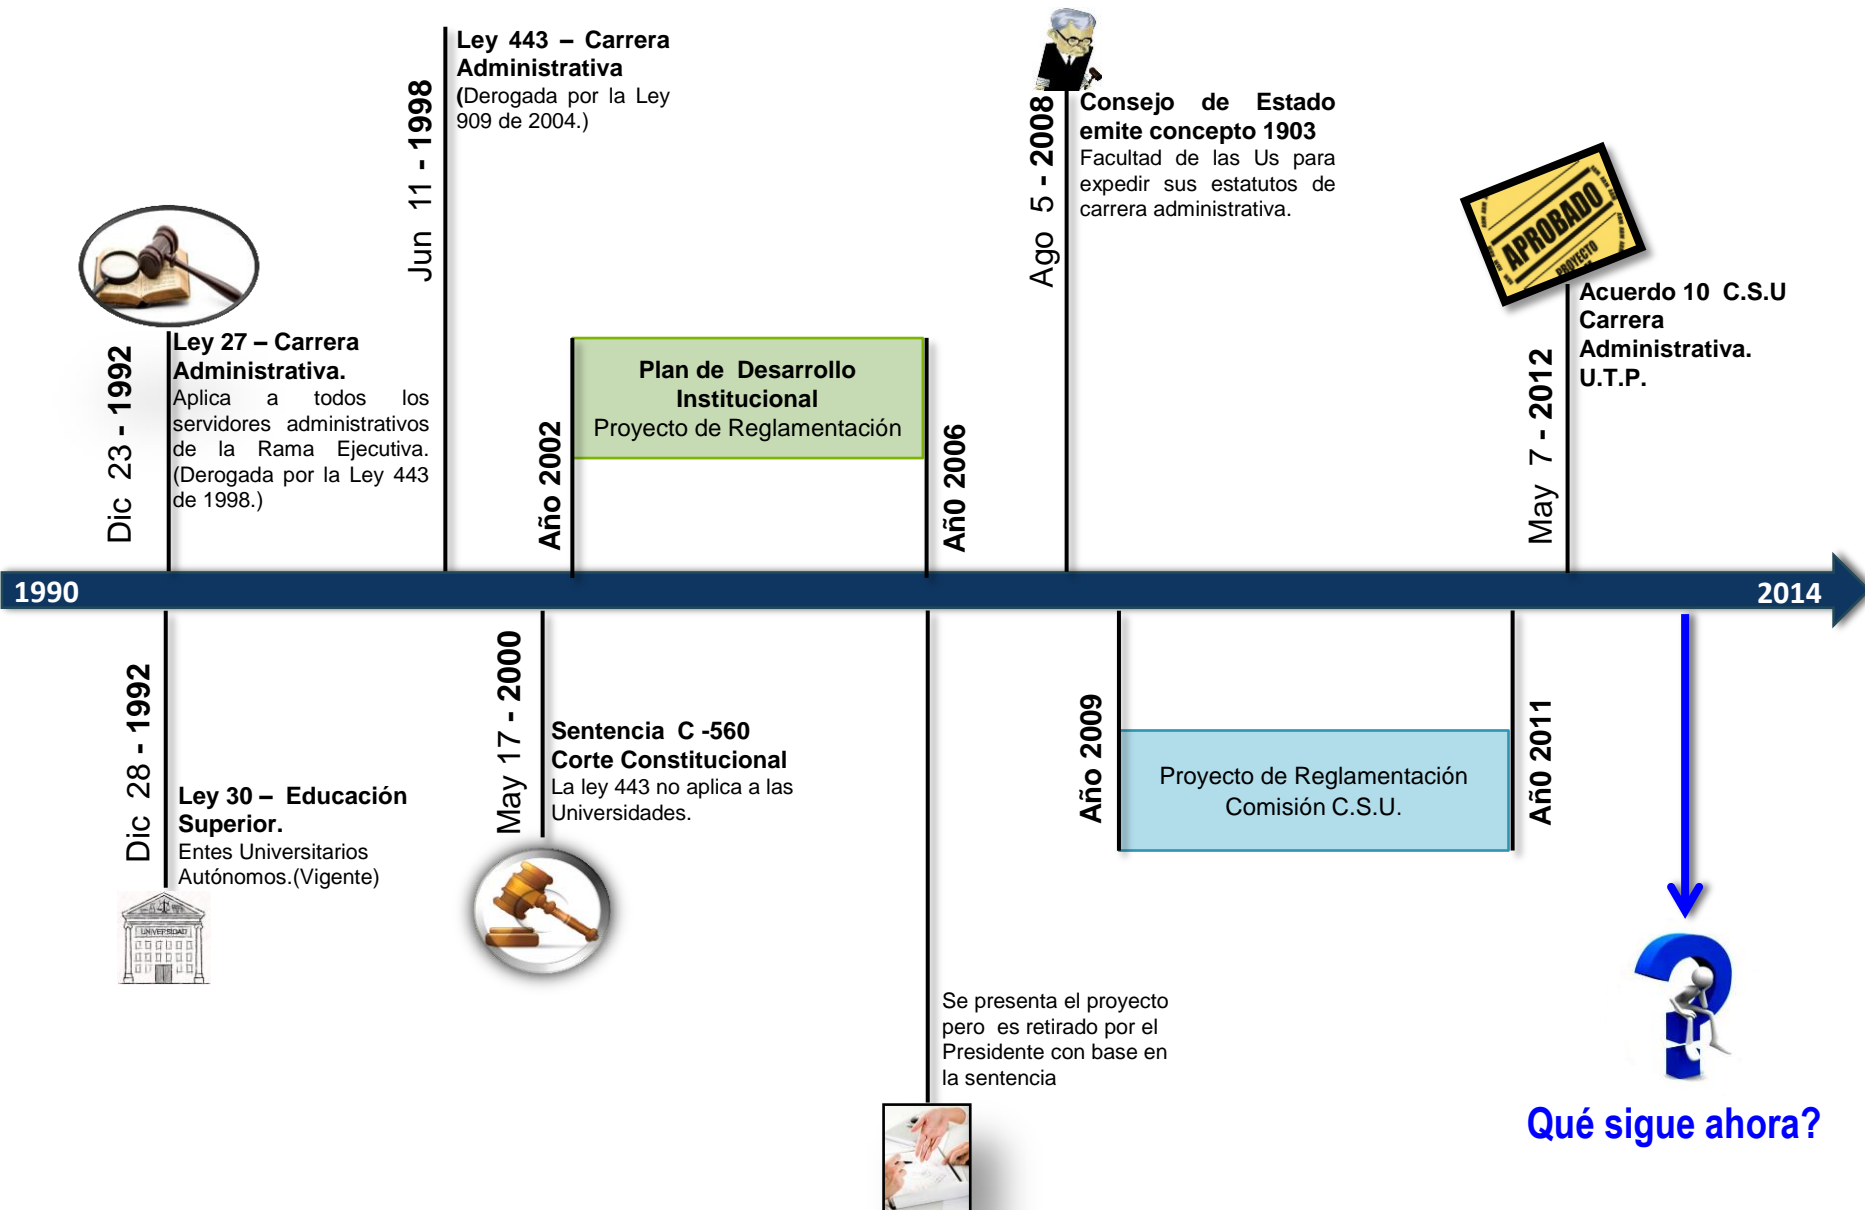 Ley 443 – Carrera
Administrativa
(Derogada por la Ley
909 de 2004.)
Jun 11 - 1998
Consejo de Estado
emite concepto 1903
Facultad de las Us para
expedir sus estatutos de
carrera administrativa.
Ago 5 - 2008
APROBADO
PROYECTO
Acuerdo 10 C.S.U
Carrera
Administrativa.
U.T.P.
May 7 - 2012
Ley 27 – Carrera
Administrativa.
Aplica a todos los
servidores administrativos
de la Rama Ejecutiva.
(Derogada por la Ley 443
de 1998.)
Dic 23 - 1992
Plan de Desarrollo
Institucional
Proyecto de Reglamentación
Año 2002
Añ0 2006
1990
2014
Dic 28 - 1992
Ley 30 – Educación
Superior.
Entes Universitarios
Autónomos.(Vigente)
UNIVERSIDAD
May 17 - 2000
Sentencia C -560
Corte Constitucional
La ley 443 no aplica a las
Universidades.
Año 2009
Proyecto de Reglamentación
Comisión C.S.U.
Añ0 2011
Se presenta el proyecto
pero es retirado por el
Presidente con base en
la sentencia
Qué sigue ahora?